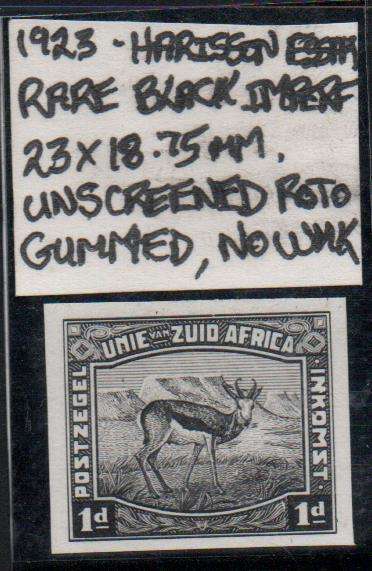 1923 - HARISSON ESSAY
RARE BLACK IMPERF
23 X 18.75 MM.
UNSCREENED ROTO
GUMMED, NO WMK
UNIE VAN ZUID AFRICA
POSTZEGEL
INKOMST
1d
1d